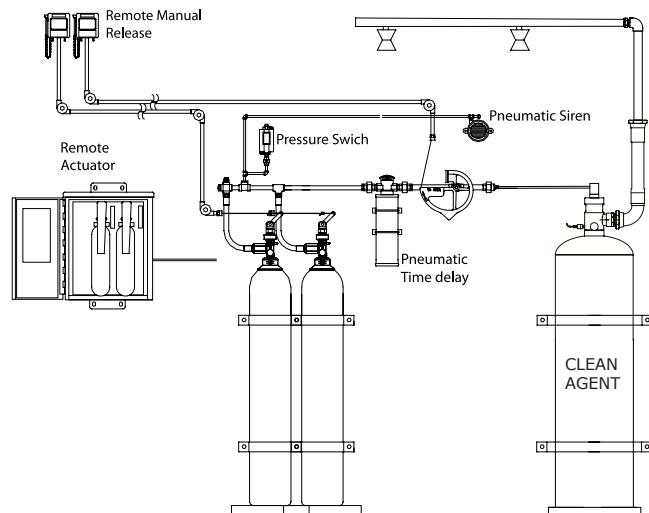 Remote Manual
Release
Pneumatic Siren
Pressure Swich
Remote
Actuator
Pneumatic
Time delay
CLEAN
AGENT